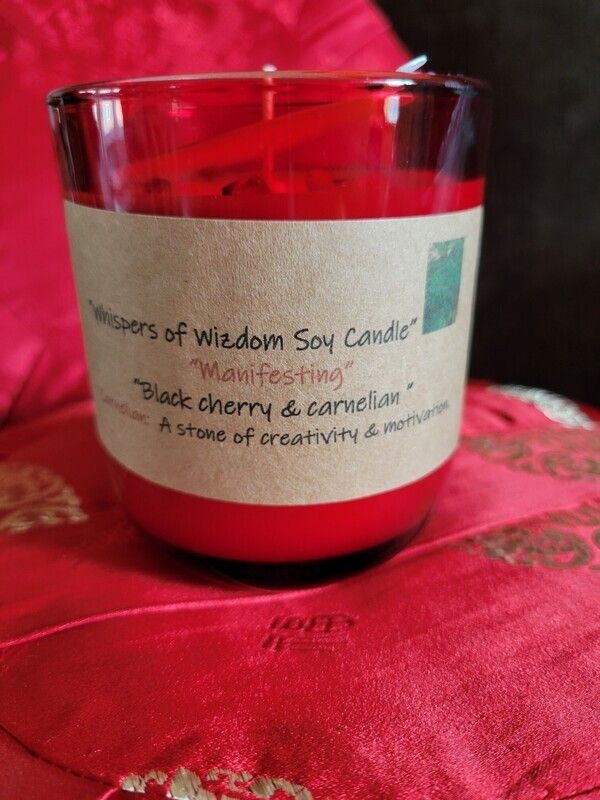 "Whispers of Wizdom Soy Candle"
"Manifesting"
"Black cherry & carnelian "
Carnelian: A stone of creativity & motivation.